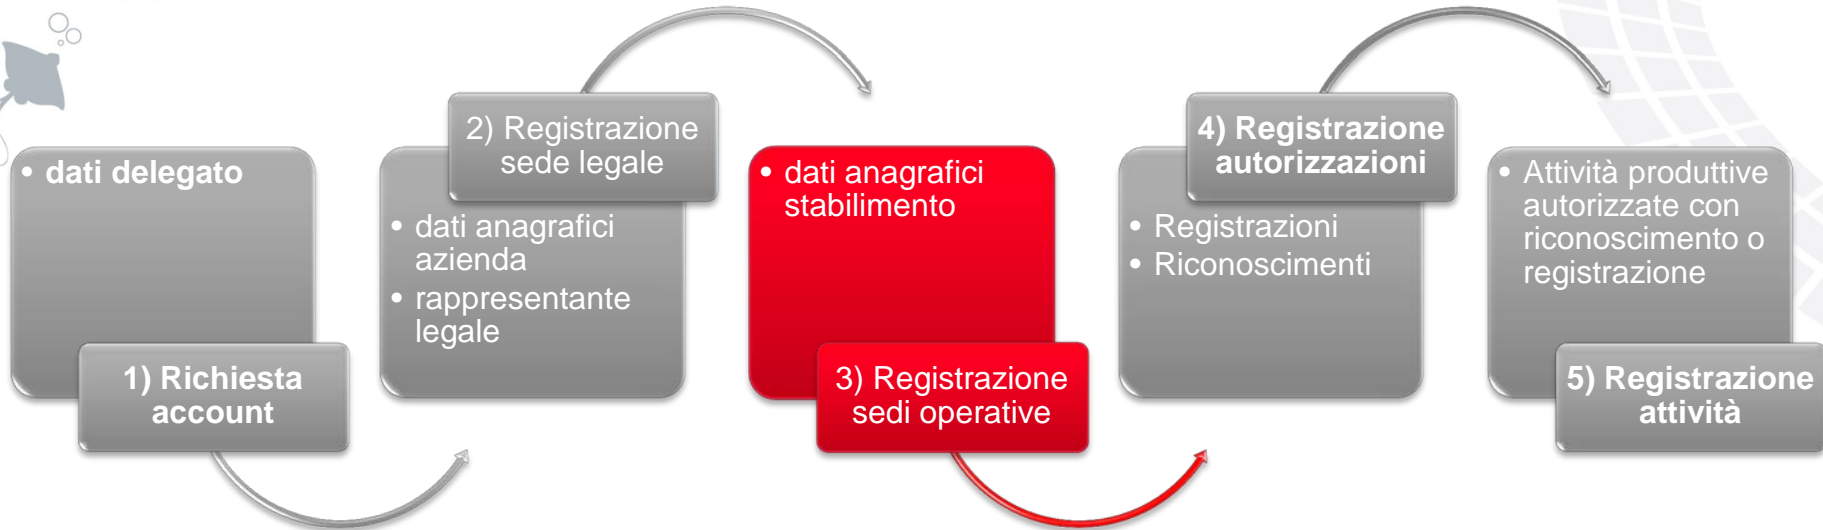 • dati delegato
1) Richiesta
account
2) Registrazione
sede legale
• dati anagrafici
azienda
• rappresentante
legale
• dati anagrafici
stabilimento
3) Registrazione
sedi operative
4) Registrazione
autorizzazioni
• Registrazioni
• Riconoscimenti
• Attività produttive
autorizzate con
riconoscimento o
registrazione
5) Registrazione
attività